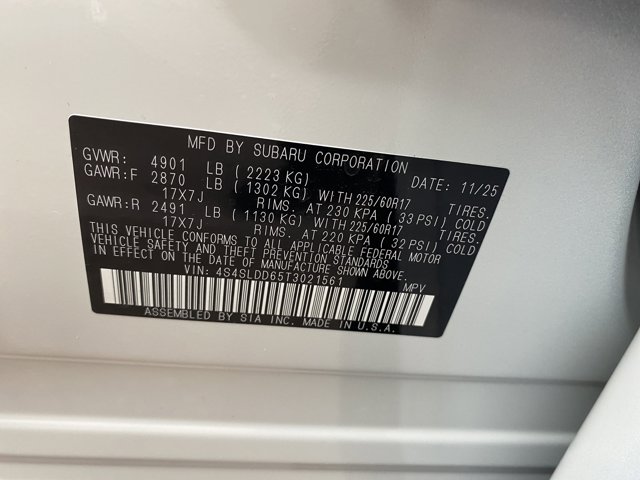 MFD BY SUBARU CORPORATION
GVWR: 4901 LB (2223 KG) DATE: 11/25
GAWR:F 2870 LB (1302 KG) WITH 225/60R17 TIRES.
17X7J RIMS. AT 230 KPA (33 PSI) COLD
GAWR:R 2491 LB (1130 KG) WITH 225/60R17 TIRES.
17X7J RIMS. AT 220 KPA (32 PSI) COLD
THIS VEHICLE CONFORMS TO ALL APPLICABLE FEDERAL MOTOR
VEHICLE SAFETY AND THEFT PREVENTION STANDARDS
IN EFFECT ON THE DATE OF MANUFACTURE SHOWN ABOVE.
VIN: 4S4SLDD65T3021561 MPV
ASSEMBLED BY SIA INC. MADE IN U.S.A.